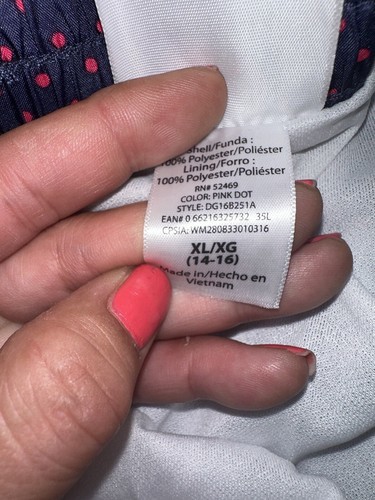 Shell/Funda :
100% Polyester/Poliéster
Lining/Forro :
100% Polyester/Poliéster
RN# 52469
COLOR: PINK DOT
STYLE: DG16B251A
EAN# 0 66216325732 3SL
CPSIA: WM280833010316
XL/XG
(14-16)
Made in/Hecho en
Vietnam